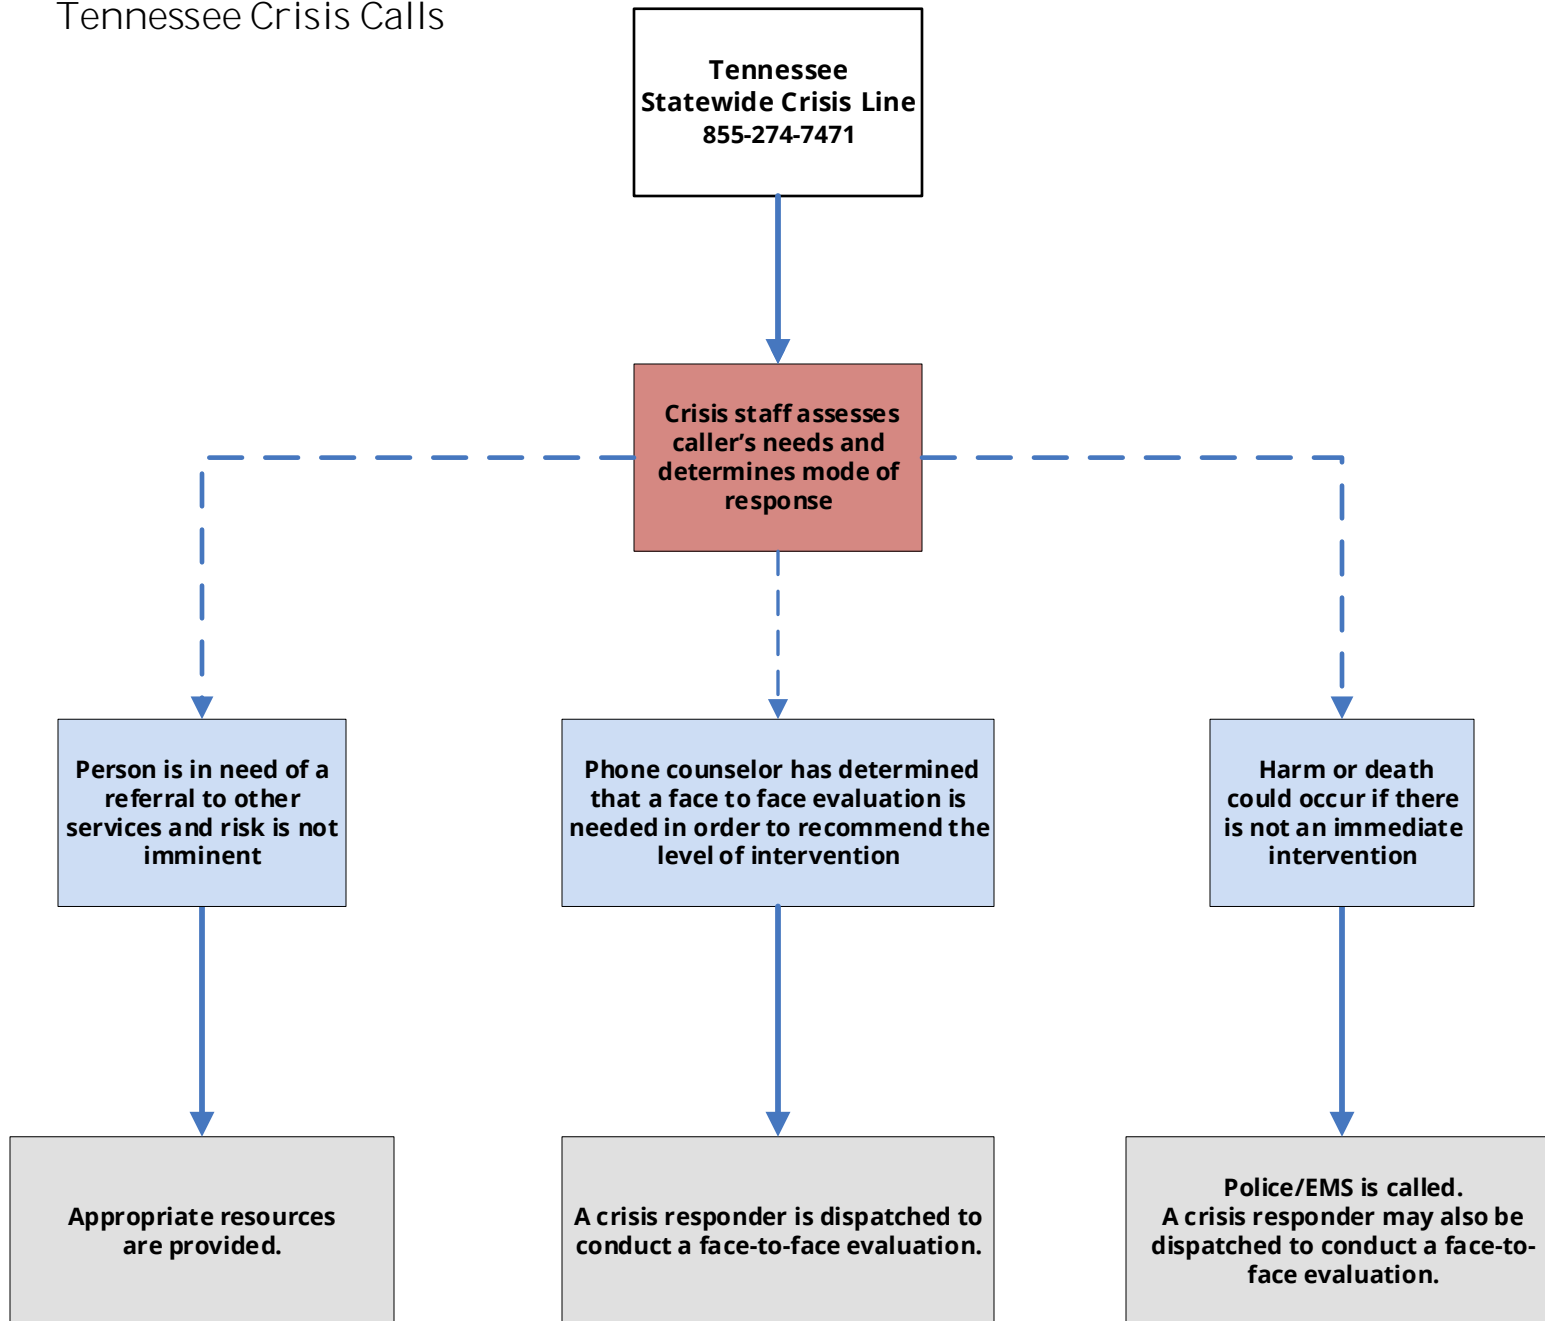 Tennessee Crisis Calls
Tennessee
Statewide Crisis Line
855-274-7471
Crisis staff assesses
caller’s needs and
determines mode of
response
Person is in need of a
referral to other
services and risk is not
imminent
Phone counselor has determined
that a face to face evaluation is
needed in order to recommend the
level of intervention
Harm or death
could occur if there
is not an immediate
intervention
Appropriate resources
are provided.
A crisis responder is dispatched to
conduct a face-to-face evaluation.
Police/EMS is called.
A crisis responder may also be
dispatched to conduct a face-to-
face evaluation.